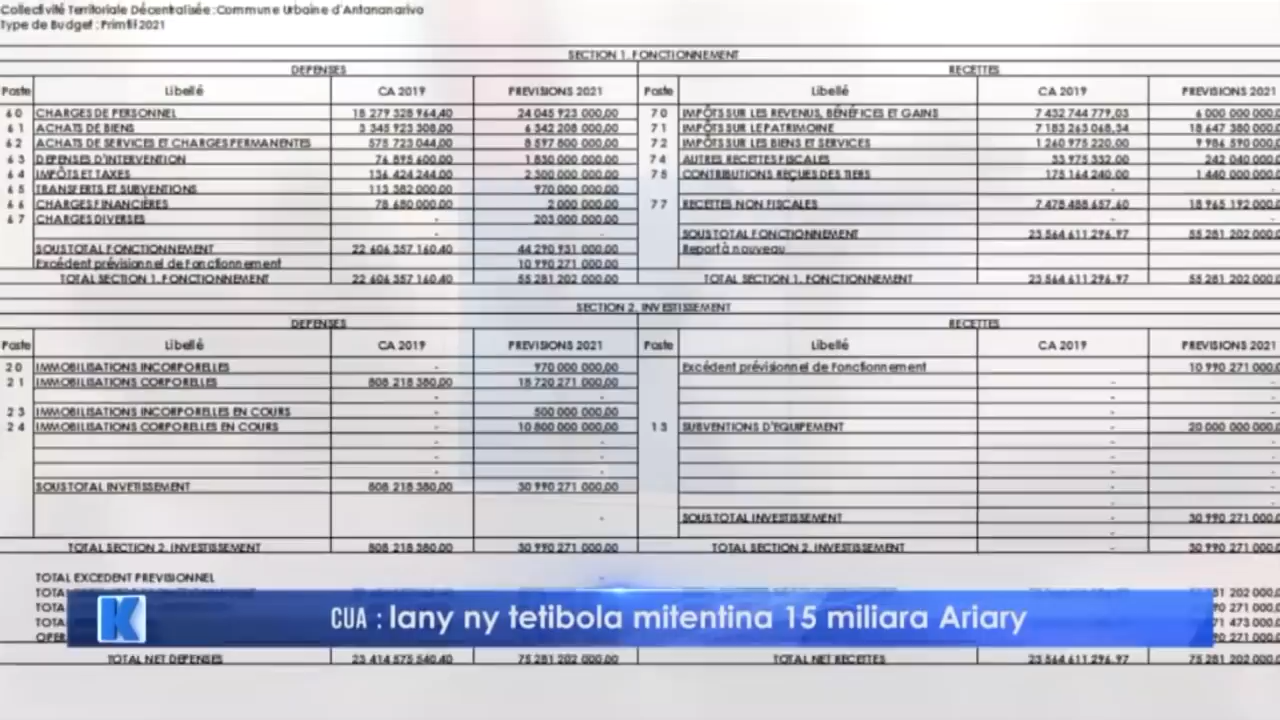 Collectivité Territoriale Décentralisée : Commune Urbaine d'Antananarivo
Type de Budget : Primitif 2021
SECTION 1. FONCTIONNEMENT
DEPENSES RECETTES
Poste Libellé CA 2019 PREVISIONS 2021 Poste Libellé CA 2019 PREVISIONS 2021
60 CHARGES DE PERSONNEL 18 279 328 964,40 24 045 923 000,00 70 IMPÔTS SUR LES REVENUS, BÉNÉFICES ET GAINS 7 432 744 779,03 6 000 000 000,0
61 ACHATS DE BIENS 3 345 923 308,00 6 342 208 000,00 71 IMPÔTS SUR LE PATRIMOINE 7 183 263 068,34 18 647 380 000,0
62 ACHATS DE SERVICES ET CHARGES PERMANENTES 575 723 044,00 8 597 800 000,00 72 IMPÔTS SUR LES BIENS ET SERVICES 1 260 975 220,00 9 986 590 000,0
63 DEPENSES D'INTERVENTION 76 895 600,00 1 830 000 000,00 74 AUTRES RECETTES FISCALES 33 975 332,00 242 040 000,0
64 IMPÔTS ET TAXES 136 424 244,00 2 300 000 000,00 75 CONTRIBUTIONS REÇUES DES TIERS 175 164 240,00 1 440 000 000,0
65 TRANSFERTS ET SUBVENTIONS 113 382 000,00 970 000 000,00 - -
66 CHARGES FINANCIÈRES 78 680 000,00 2 000 000,00 77 RECETTES NON FISCALES 7 478 488 657,60 18 965 192 000,0
67 CHARGES DIVERSES - 203 000 000,00
- SOUS TOTAL FONCTIONNEMENT 23 564 611 296,97 55 281 202 000,0
SOUS TOTAL FONCTIONNEMENT 22 606 357 160,40 44 290 931 000,00 Report à nouveau
Excédent prévisionnel de Fonctionnement 10 990 271 000,00
TOTAL SECTION 1. FONCTIONNEMENT 22 606 357 160,40 55 281 202 000,00 TOTAL SECTION 1. FONCTIONNEMENT 23 564 611 296,97 55 281 202 000,0
SECTION 2. INVESTISSEMENT
DEPENSES RECETTES
Poste Libellé CA 2019 PREVISIONS 2021 Poste Libellé CA 2019 PREVISIONS 2021
20 IMMOBILISATIONS INCORPORELLES - 970 000 000,00 Excédent prévisionnel de Fonctionnement 10 990 271 000,0
21 IMMOBILISATIONS CORPORELLES 808 218 380,00 18 720 271 000,00 - -
- - - -
23 IMMOBILISATIONS INCORPORELLES EN COURS 500 000 000,00 - -
24 IMMOBILISATIONS CORPORELLES EN COURS - 10 800 000 000,00 13 SUBVENTIONS D'EQUIPEMENT - 20 000 000 000,0
- - - -
- - - -
- - - -
SOUS TOTAL INVETISSEMENT 808 218 380,00 30 990 271 000,00 - -
- SOUS TOTAL INVESTISSEMENT - 30 990 271 000,0
TOTAL SECTION 2. INVESTISSEMENT 808 218 380,00 30 990 271 000,00 TOTAL SECTION 2. INVESTISSEMENT - 30 990 271 000,0
TOTAL EXCEDENT PREVISIONNEL -
K CUA : lany ny tetibola mitentina 15 miliara Ariary
TOTAL NET DEPENSES 23 414 575 540,40 75 281 202 000,00 TOTAL NET RECETTES 23 564 611 296,97 75 281 202 000,0